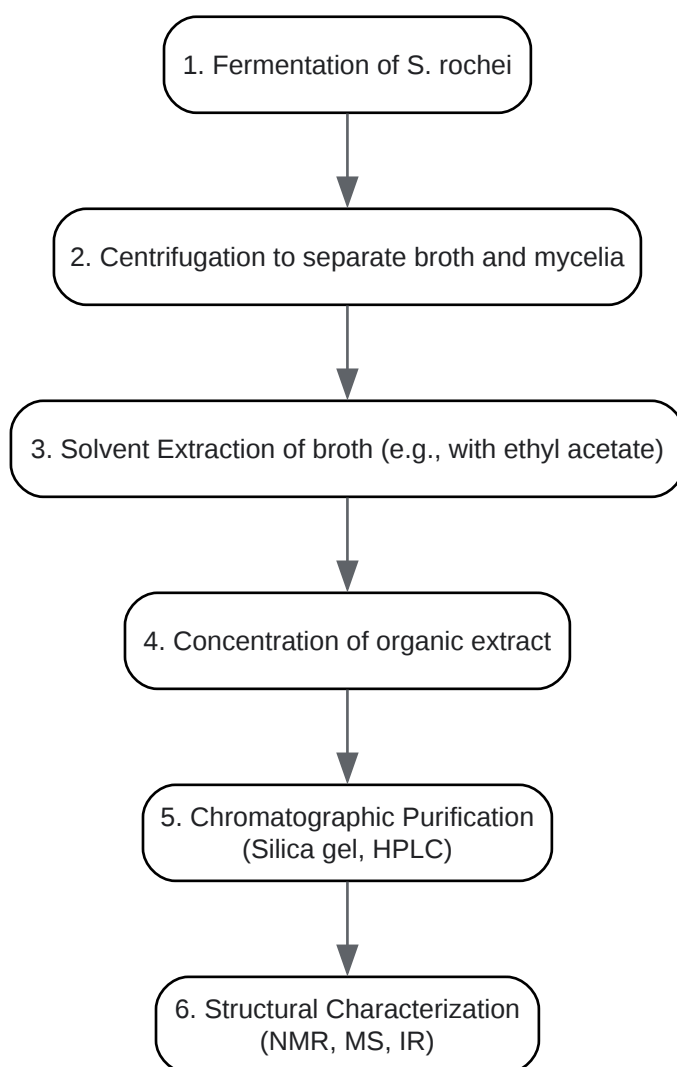 1. Fermentation of S. rochei
2. Centrifugation to separate broth and mycelia
3. Solvent Extraction of broth (e.g., with ethyl acetate)
4. Concentration of organic extract
5. Chromatographic Purification
(Silica gel, HPLC)
6. Structural Characterization
(NMR, MS, IR)